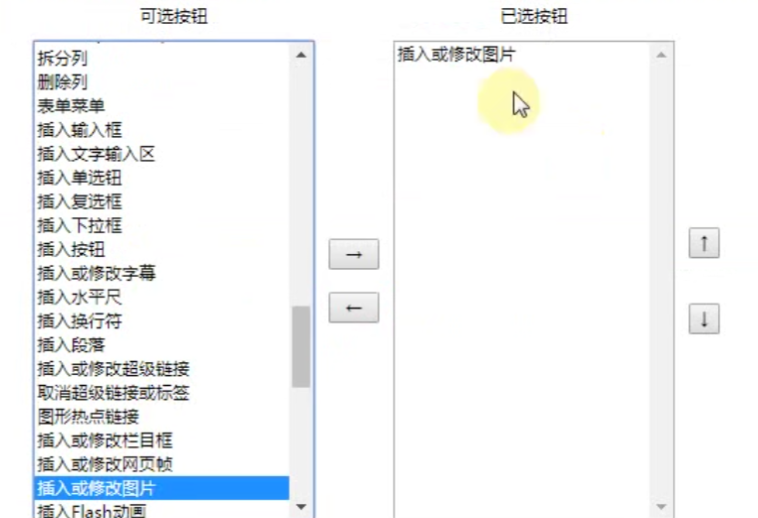 可选按钮
已选按钮
拆分列
删除列
表单菜单
插入输入框
插入文字输入区
插入单选钮
插入复选框
插入下拉框
插入按钮
插入或修改字幕
插入水平尺
插入换行符
插入段落
插入或修改超级链接
取消超级链接或标签
图形热点链接
插入或修改栏目框
插入或修改网页帧
插入或修改图片
插入Flash动画
→
←
插入或修改图片
↑
↓